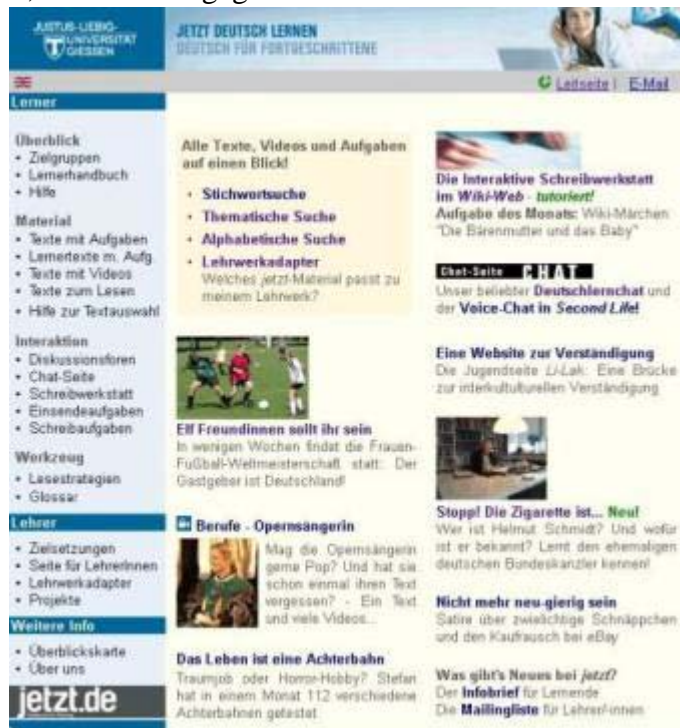 JUSTUS-LIEBIG-
UNIVERSITÄT
GIESSEN
JETZT DEUTSCH LERNEN
DEUTSCH FÜR FORTGESCHRITTENE
Leitseite | E-Mail
Lerner
Überblick
• Zielgruppen
• Lernerhandbuch
• Hilfe
Material
• Texte mit Aufgaben
• Lernertexte m. Aufg.
• Texte mit Videos
• Texte zum Lesen
• Hilfe zur Textauswahl
Interaktion
• Diskussionsforen
• Chat-Seite
• Schreibwerkstatt
• Einsendeaufgaben
• Schreibaufgaben
Werkzeug
• Lesestrategien
• Glossar
Lehrer
• Zielsetzungen
• Seite für LehrerInnen
• Lehrwerkadapter
• Projekte
Weitere Info
• Überblickskarte
• Über uns
jetzt.de
Alle Texte, Videos und Aufgaben
auf einen Blick!
• Stichwortsuche
• Thematische Suche
• Alphabetische Suche
• Lehrwerkadapter
Welches jetzt-Material passt zu
meinem Lehrwerk?
Elf Freundinnen sollt ihr sein
In wenigen Wochen findet die Frauen-
Fußball-Weltmeisterschaft statt: Der
Gastgeber ist Deutschland!
Berufe - Opernsängerin
Mag die Opernsängerin
gerne Pop? Und hat sie
schon einmal ihren Text
vergessen? - Ein Text
und viele Videos...
Das Leben ist eine Achterbahn
Traumjob oder Horror-Hobby? Stefan
hat in einem Monat 112 verschiedene
Achterbahnen getestet
Die Interaktive Schreibwerkstatt
im Wiki-Web - tutoriert!
Aufgabe des Monats: Wiki-Märchen
"Die Bärenmutter und das Baby"
Chat-Seite CHAT
Unser beliebter Deutschlernchat und
der Voice-Chat in Second Life!
Eine Website zur Verständigung
Die Jugendseite Li-Lak: Eine Brücke
zur interkulturellen Verständigung
Stopp! Die Zigarette ist... Neu!
Wer ist Helmut Schmidt? Und wofür
ist er bekannt? Lernt den ehemaligen
deutschen Bundeskanzler kennen!
Nicht mehr neu-gierig sein
Satire über zwielichtige Schnäppchen
und den Kaufrausch bei eBay
Was gibt's Neues bei jetzt?
Der Infobrief für Lernende
Die Mailingliste für Lehrer/-innen